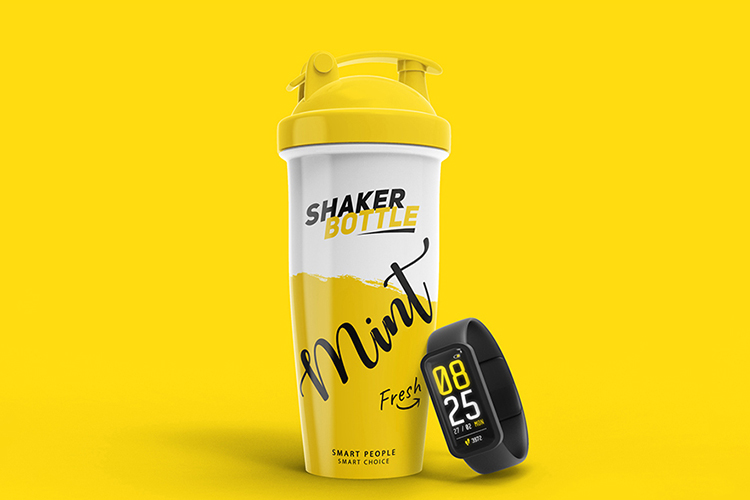 SHAKER
BOTTLE
Mint
Fresh
SMART PEOPLE
SMART CHOICE
08
25
27 / 02 MON